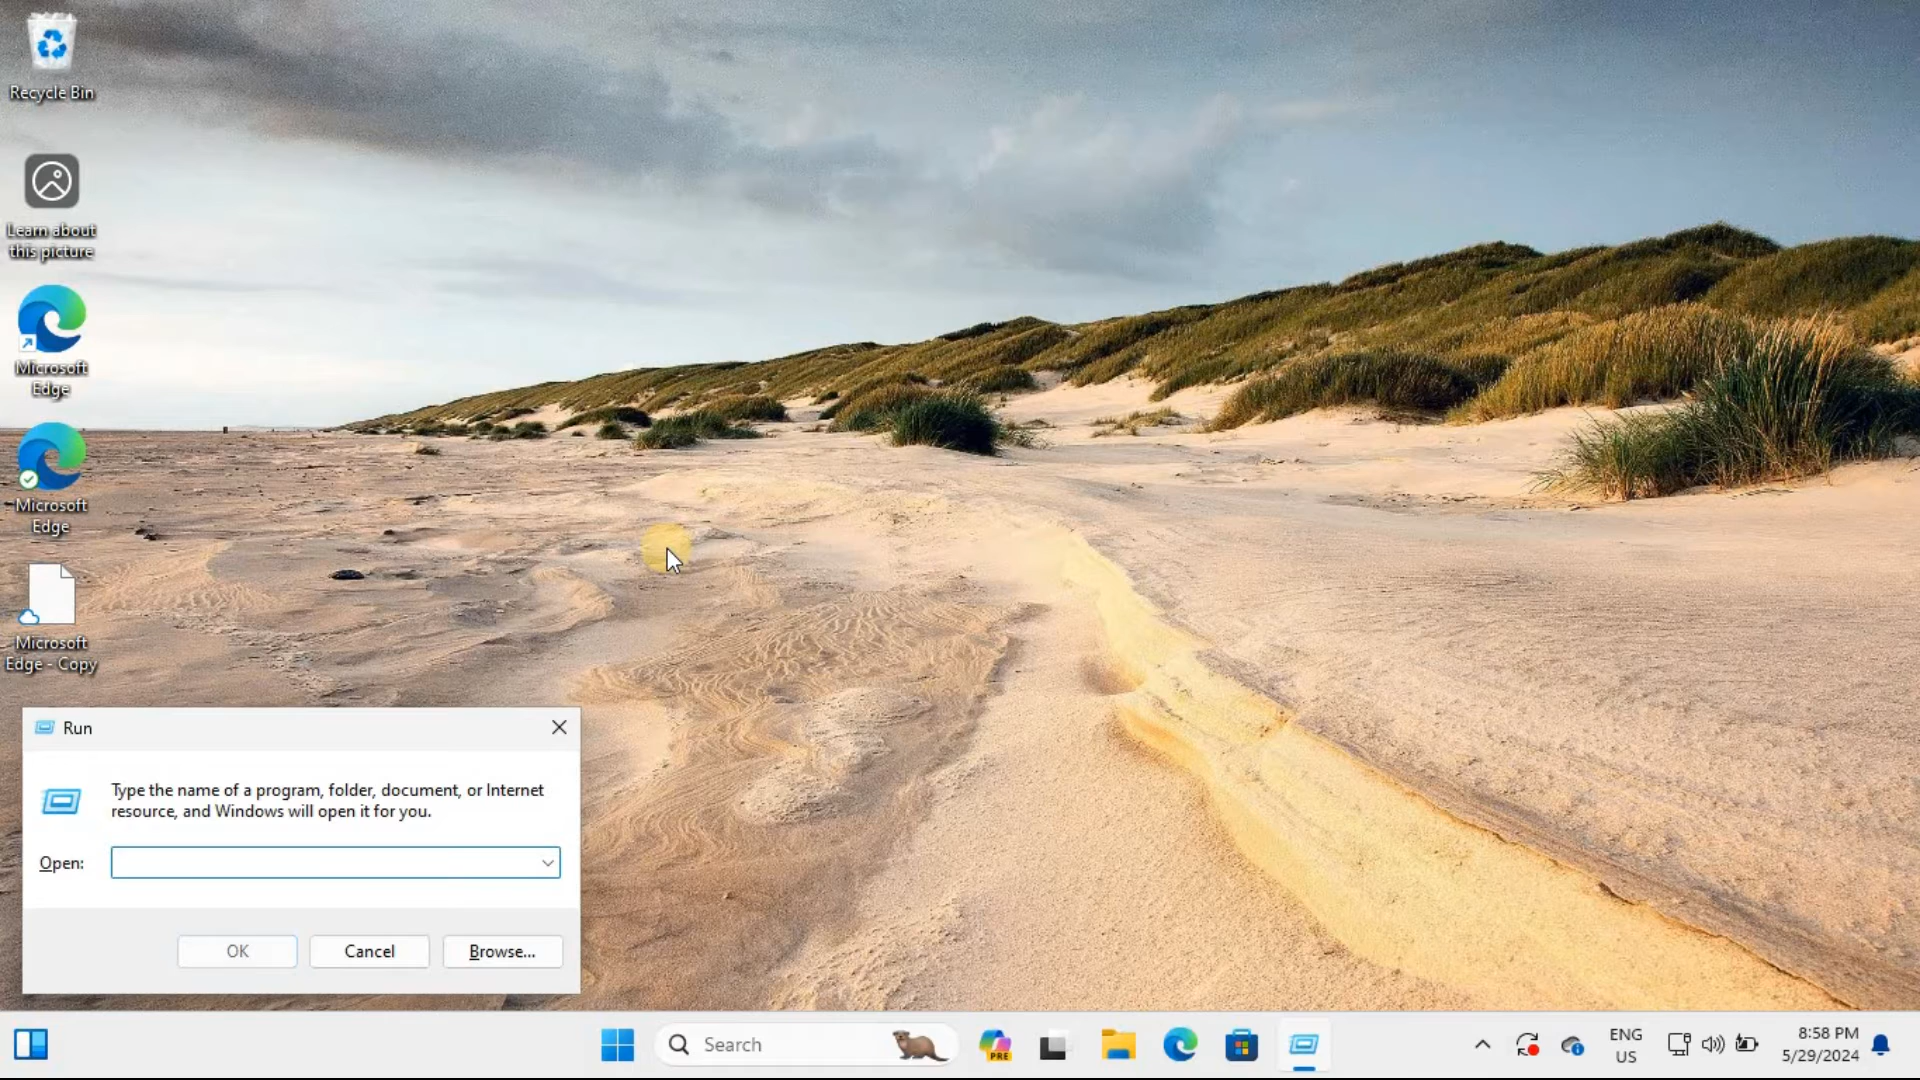 Recycle Bin
Learn about
this picture
Microsoft
Edge
Microsoft
Edge
Microsoft
Edge - Copy
Run
Type the name of a program, folder, document, or Internet
resource, and Windows will open it for you.
Open:
OK
Cancel
Browse...
Search
PRE
ENG
US
8:58 PM
5/29/2024